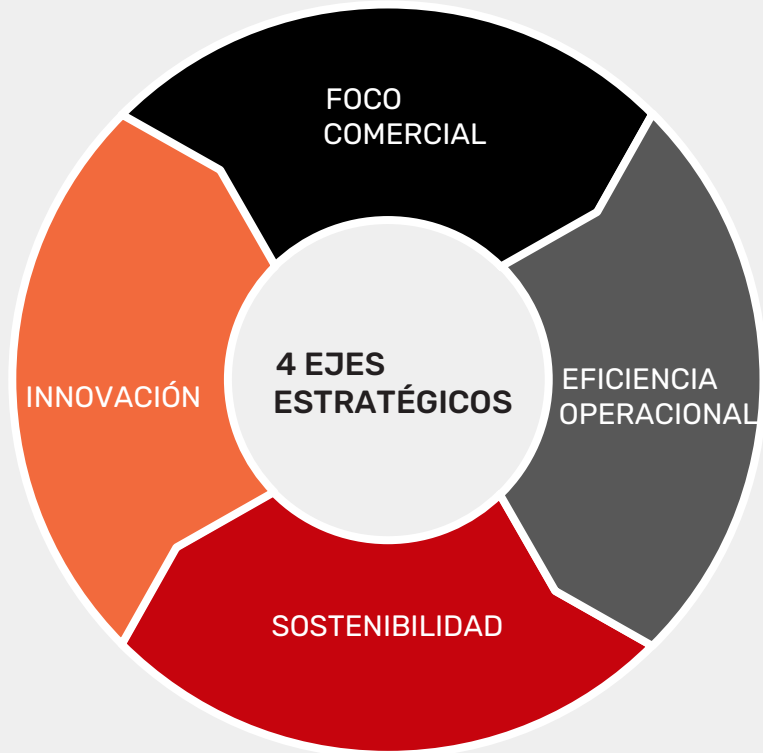 FOCO
COMERCIAL
INNOVACIÓN
4 EJES
ESTRATÉGICOS
EFICIENCIA
OPERACIONAL
SOSTENIBILIDAD